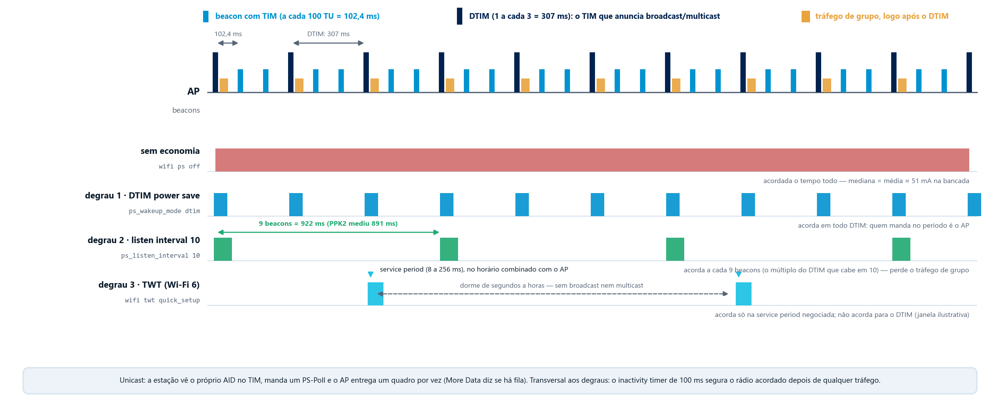 beacon com TIM (a cada 100 TU = 102,4 ms)
DTIM (1 a cada 3 = 307 ms): o TIM que anuncia broadcast/multicast
tráfego de grupo, logo após o DTIM
102,4 ms
DTIM: 307 ms
AP
beacons
sem economia
wifi ps off
acordada o tempo todo — mediana = média ≈ 51 mA na bancada
degrau 1 · DTIM power save
ps_wakeup_mode dtim
acorda em todo DTIM: quem manda no período é o AP
9 beacons = 922 ms (PPK2 mediu 891 ms)
degrau 2 · listen interval 10
ps_listen_interval 10
acorda a cada 9 beacons (o múltiplo do DTIM que cabe em 10) — perde o tráfego de grupo
service period (8 a 256 ms), no horário combinado com o AP
degrau 3 · TWT (Wi-Fi 6)
wifi twt quick_setup
dorme de segundos a horas — sem broadcast nem multicast
acorda só na service period negociada; não acorda para o DTIM (janela ilustrativa)
Unicast: a estação vê o próprio AID no TIM, manda um PS-Poll e o AP entrega um quadro por vez (More Data diz se há fila). Transversal aos degraus: o inactivity timer de 100 ms segura o rádio acordado depois de qualquer tráfego.